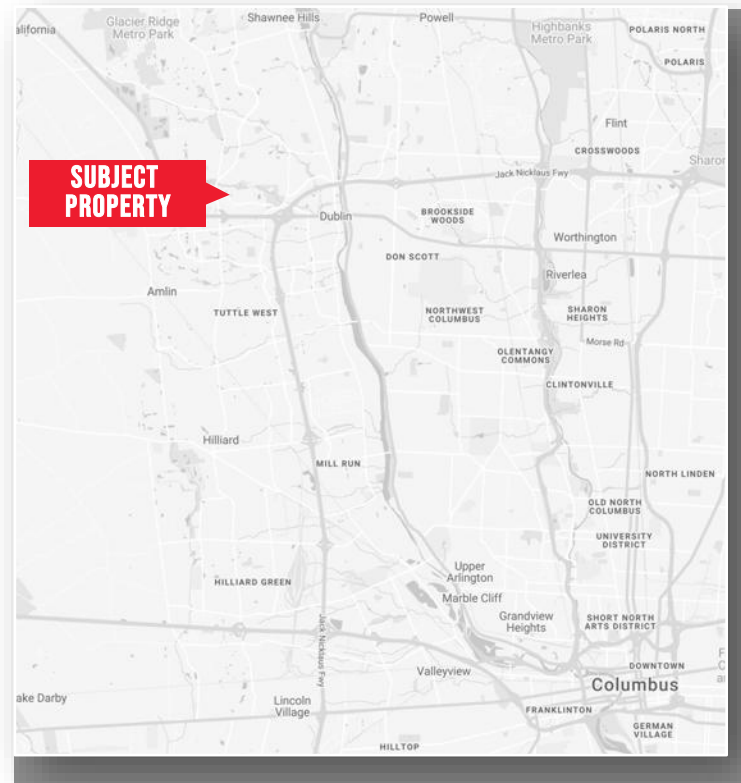 alifornia
Glacier Ridge
Metro Park
Shawnee Hills
Powell
Highbanks
Metro Park
POLARIS NORTH
POLARIS
Flint
CROSSWOODS
Sharon
Jack Nicklaus Fwy
SUBJECT
PROPERTY
Dublin
BROOKSIDE
WOODS
Worthington
DON SCOTT
Riverlea
Amlin
TUTTLE WEST
NORTHWEST
COLUMBUS
SHARON
HEIGHTS
Morse Rd
OLENTANGY
COMMONS
CLINTONVILLE
Hilliard
MILL RUN
NORTH LINDEN
OLD NORTH
COLUMBUS
UNIVERSITY
DISTRICT
Upper
Arlington
HILLIARD GREEN
Marble Cliff
Grandview
Heights
SHORT NORTH
ARTS DISTRICT
Jack Nicklaus Fwy
Valleyview
DOWNTOWN
Columbus
ake Darby
Lincoln
Village
FRANKLINTON
GERMAN
VILLAGE
HILLTOP